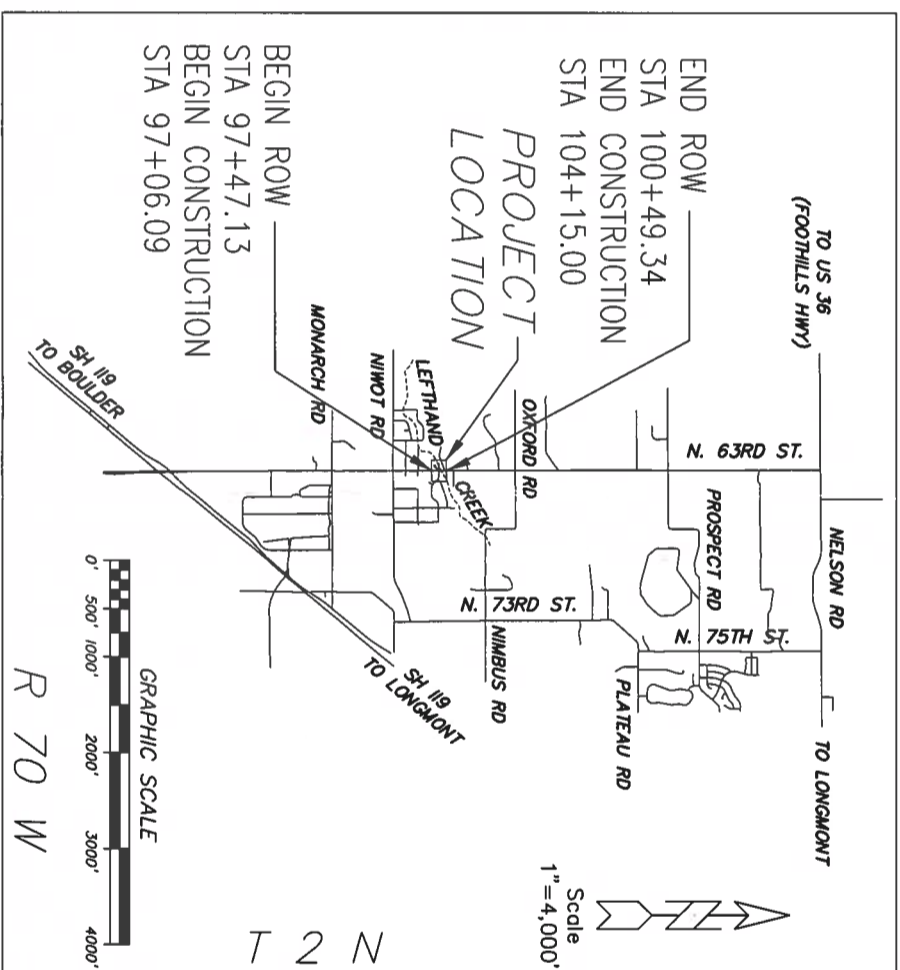 TO US 36
(FOOTHILLS HWY)
NELSON RD
TO LONGMONT
END ROW
STA 100+49.34
END CONSTRUCTION
STA 104+15.00
PROJECT
LOCATION
N. 63RD ST.
PROSPECT RD
N. 75TH ST.
PLATEAU RD
OXFORD RD
N. 73RD ST.
NIMBUS RD
LEFTHAND
CREEK
NIWOT RD
MONARCH RD
BEGIN ROW
STA 97+47.13
BEGIN CONSTRUCTION
STA 97+06.09
SH 119
TO BOULDER
SH 119
TO LONGMONT
Scale
1"=4,000'
T 2 N
R 70 W
GRAPHIC SCALE
0' 500' 1000' 2000' 3000' 4000'